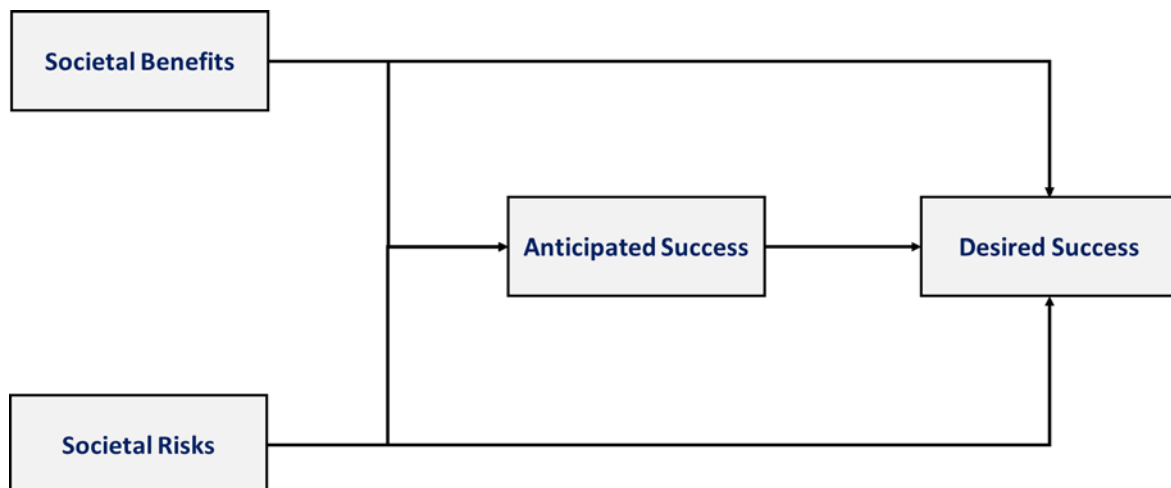 Societal Benefits
Anticipated Success
Desired Success
Societal Risks